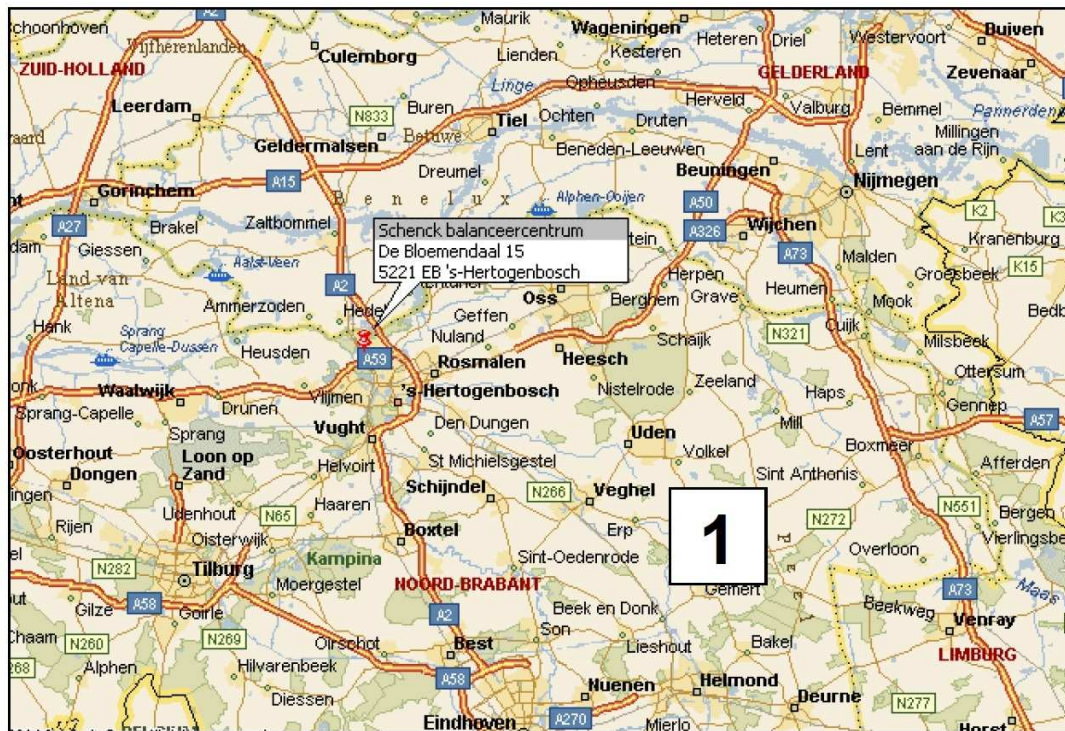 Schoonhoven
A2
Maurik
Wageningen
Heteren
Driel
Westervoort
Duiven
Vijfherenlanden
Culemborg
Lienden
Kesteren
ZUID-HOLLAND
GELDERLAND
Zevenaar
Linge
Opheusden
Leerdam
Buren
Herveld
Valburg
Bemmel
Pannerden
N833
Tiel
Ochten
Druten
Millingen
aan de Rijn
Geldermalsen
Betuwe
Beneden-Leeuwen
Lent
A15
Dreumel
Beuningen
Nijmegen
Gorinchem
Benelux
Alphen-Ooijen
A50
K2
A27
Brakel
Zaltbommel
Wijchen
Giessen
A326
Kranenburg
Schenck balanceercentrum
De Bloemendaal 15
5221 EB 's-Hertogenbosch
A73
Malden
K15
Aalst-Veen
Land van
Altena
A2
Herpen
Groesbeek
Ammerzoden
Hedel
Oss
Berghem
Grave
Heumen
Mook
Hank
Sprang
Capelle-Dussen
Geffen
N321
Cuijk
Heusden
Nuland
Schaijk
Milsbeek
A59
Rosmalen
Heesch
Ottersum
Waalwijk
Vlijmen
's-Hertogenbosch
Nistelrode
Zeeland
Haps
Gennep
Sprang-Capelle
Drunen
Den Dungen
Mill
A57
Sprang
Vught
Uden
Boxmeer
Oosterhout
Loon op
Zand
Volkel
Dongen
Helvoirt
St Michielsgestel
Sint Anthonis
Afferden
Haaren
Schijndel
N266
Veghel
1
N551
Udenhout
N65
Bergen
Rijen
Oisterwijk
Boxtel
Erp
N272
Overloon
N282
Tilburg
Kampina
Sint-Oedenrode
Moergestel
NOORD-BRABANT
Gemert
A73
Maas
Gilze
A58
Goirle
A2
Beek en Donk
Beekweg
Venray
N260
N269
Oirschot
Best
Son
Lieshout
Bakel
LIMBURG
Alphen
Hilvarenbeek
A58
Helmond
Diessen
Nuenen
Deurne
N277
Eindhoven
A270
Mierlo
Horst